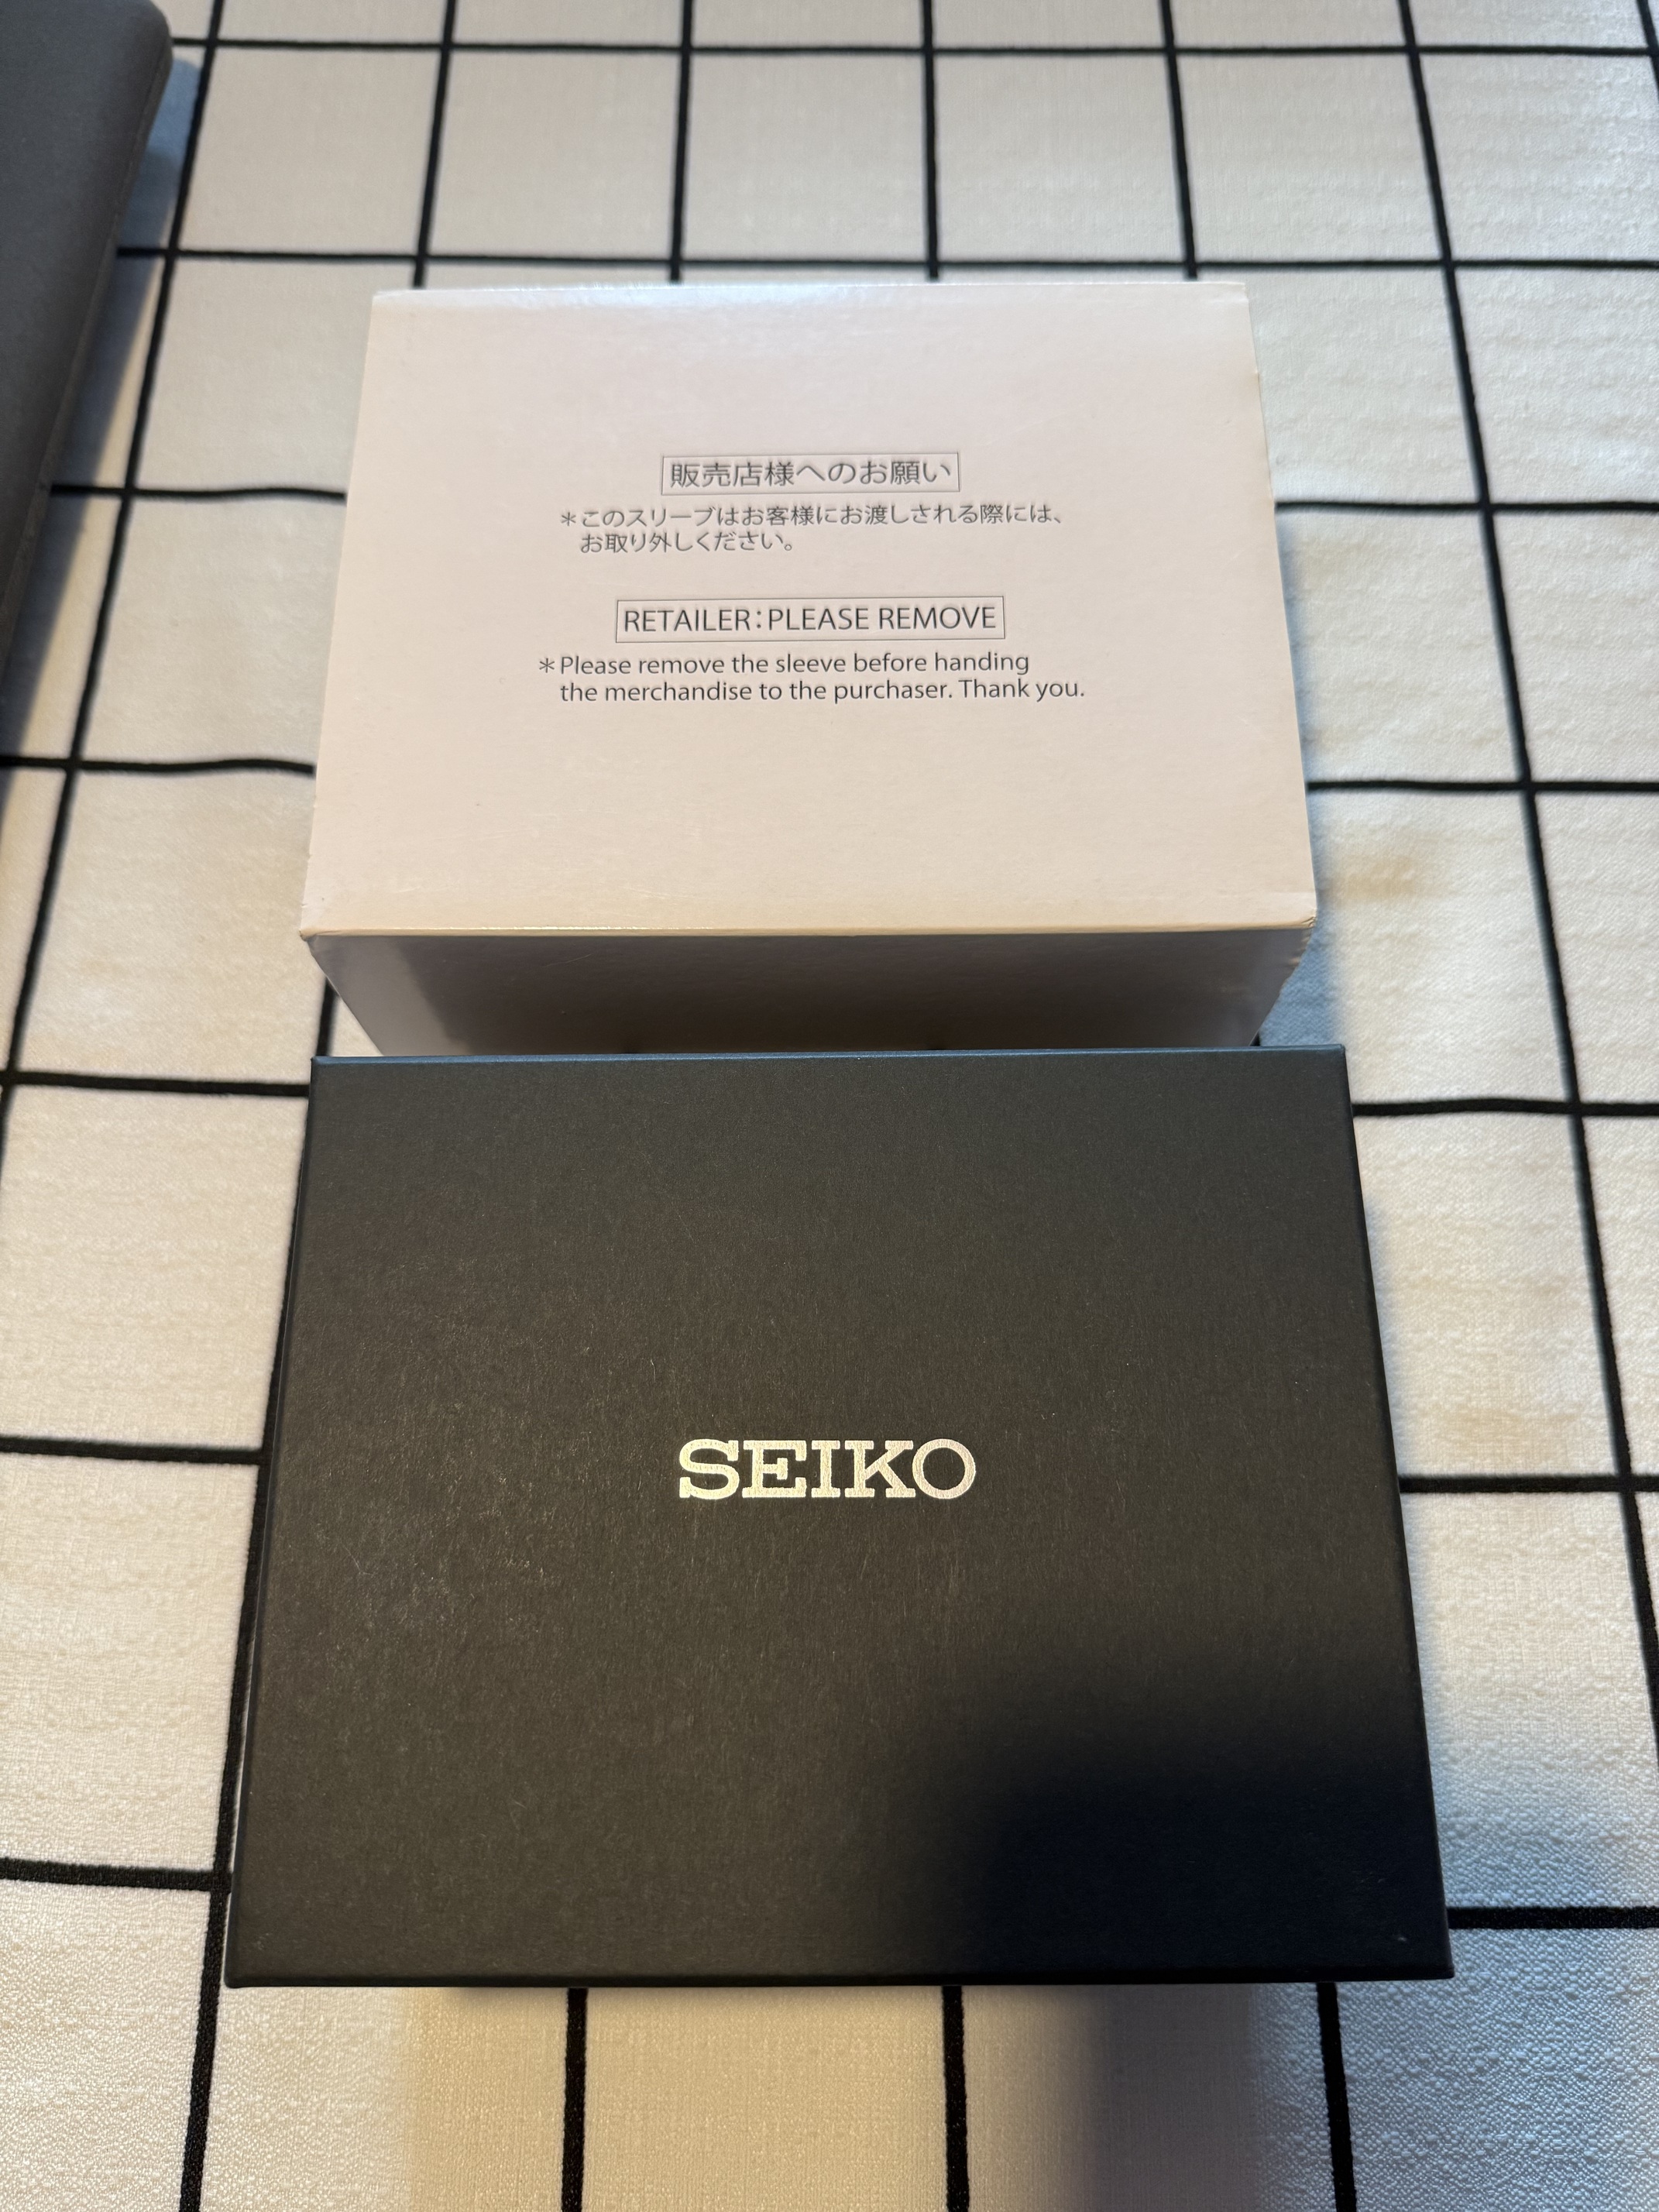 販売店様へのお願い
＊このスリーブはお客様にお渡しされる際には、
お取り外しください。
RETAILER：PLEASE REMOVE
＊Please remove the sleeve before handing
the merchandise to the purchaser. Thank you.
SEIKO